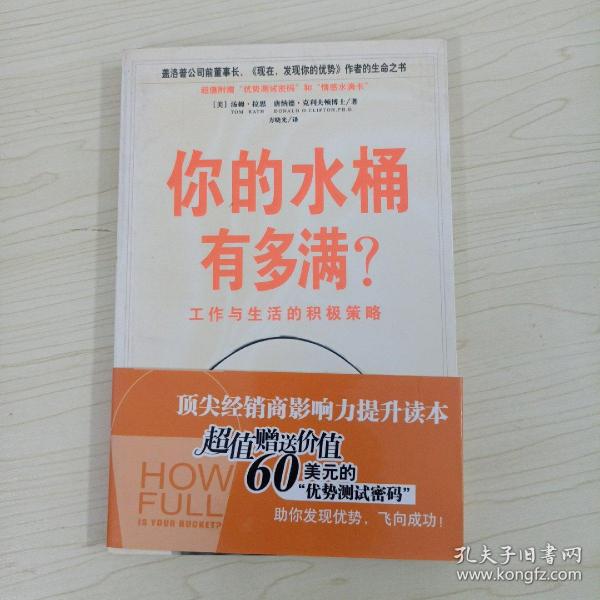 盖洛普公司前董事长、《现在,发现你的优势》作者的生命之书
超值附赠“优势测试密码”和“情感水滴卡”
[美]汤姆·拉思 唐纳德·克利夫顿博士/著
TOM RATH DONALD O.CLIFTON,PH.D.
方晓光/译
你的水桶
有多满?
工作与生活的积极策略
顶尖经销商影响力提升读本
超值赠送价值
60美元的
“优势测试密码”
HOW
FULL
IS YOUR BUCKET?
助你发现优势,飞向成功!
孔夫子旧书网
www.kongfz.com